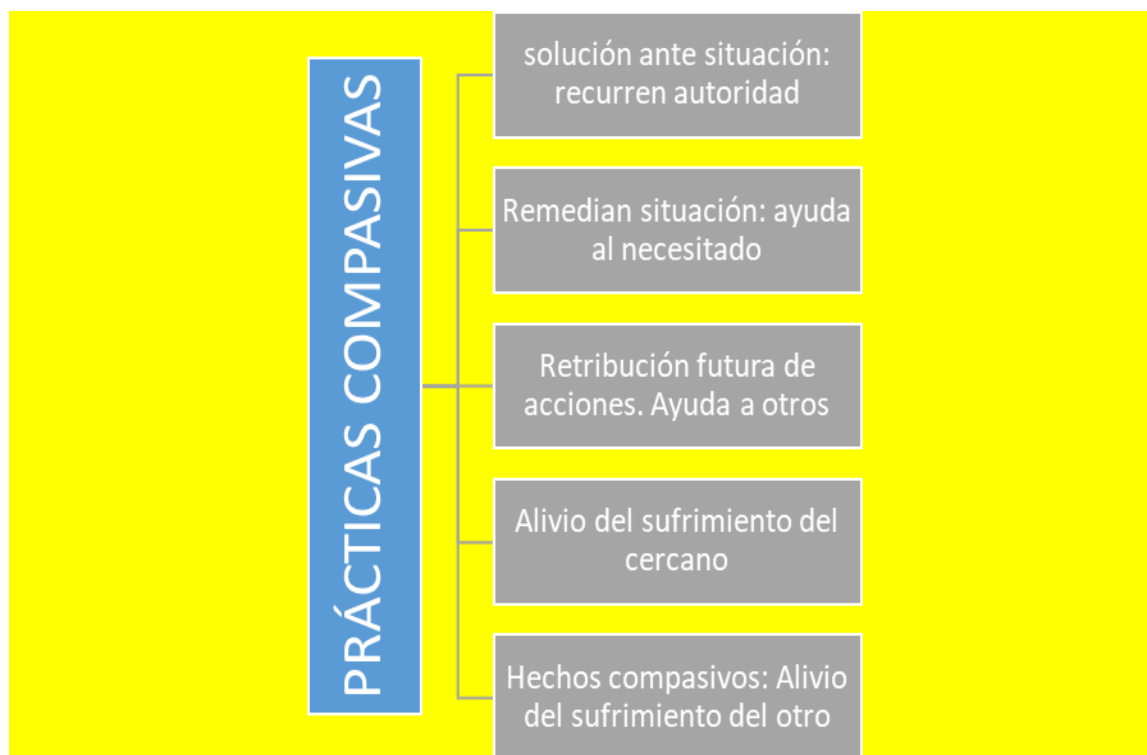 PRÁCTICAS COMPASIVAS
solución ante situación:
recurren autoridad
Remedian situación: ayuda
al necesitado
Retribución futura de
acciones. Ayuda a otros
Alivio del sufrimiento del
cercano
Hechos compasivos: Alivio
del sufrimiento del otro